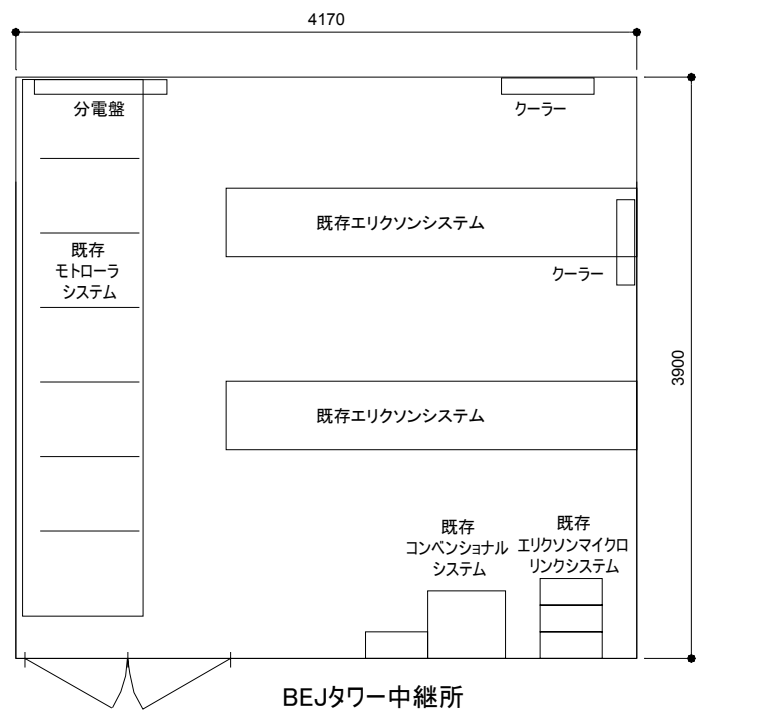 4170
分電盤
クーラー
既存エリクソンシステム
既存
モトローラ
システム
クーラー
3900
既存エリクソンシステム
既存
コンベンショナル
システム
既存
エリクソンマイクロ
リンクシステム
BEJタワー中継所